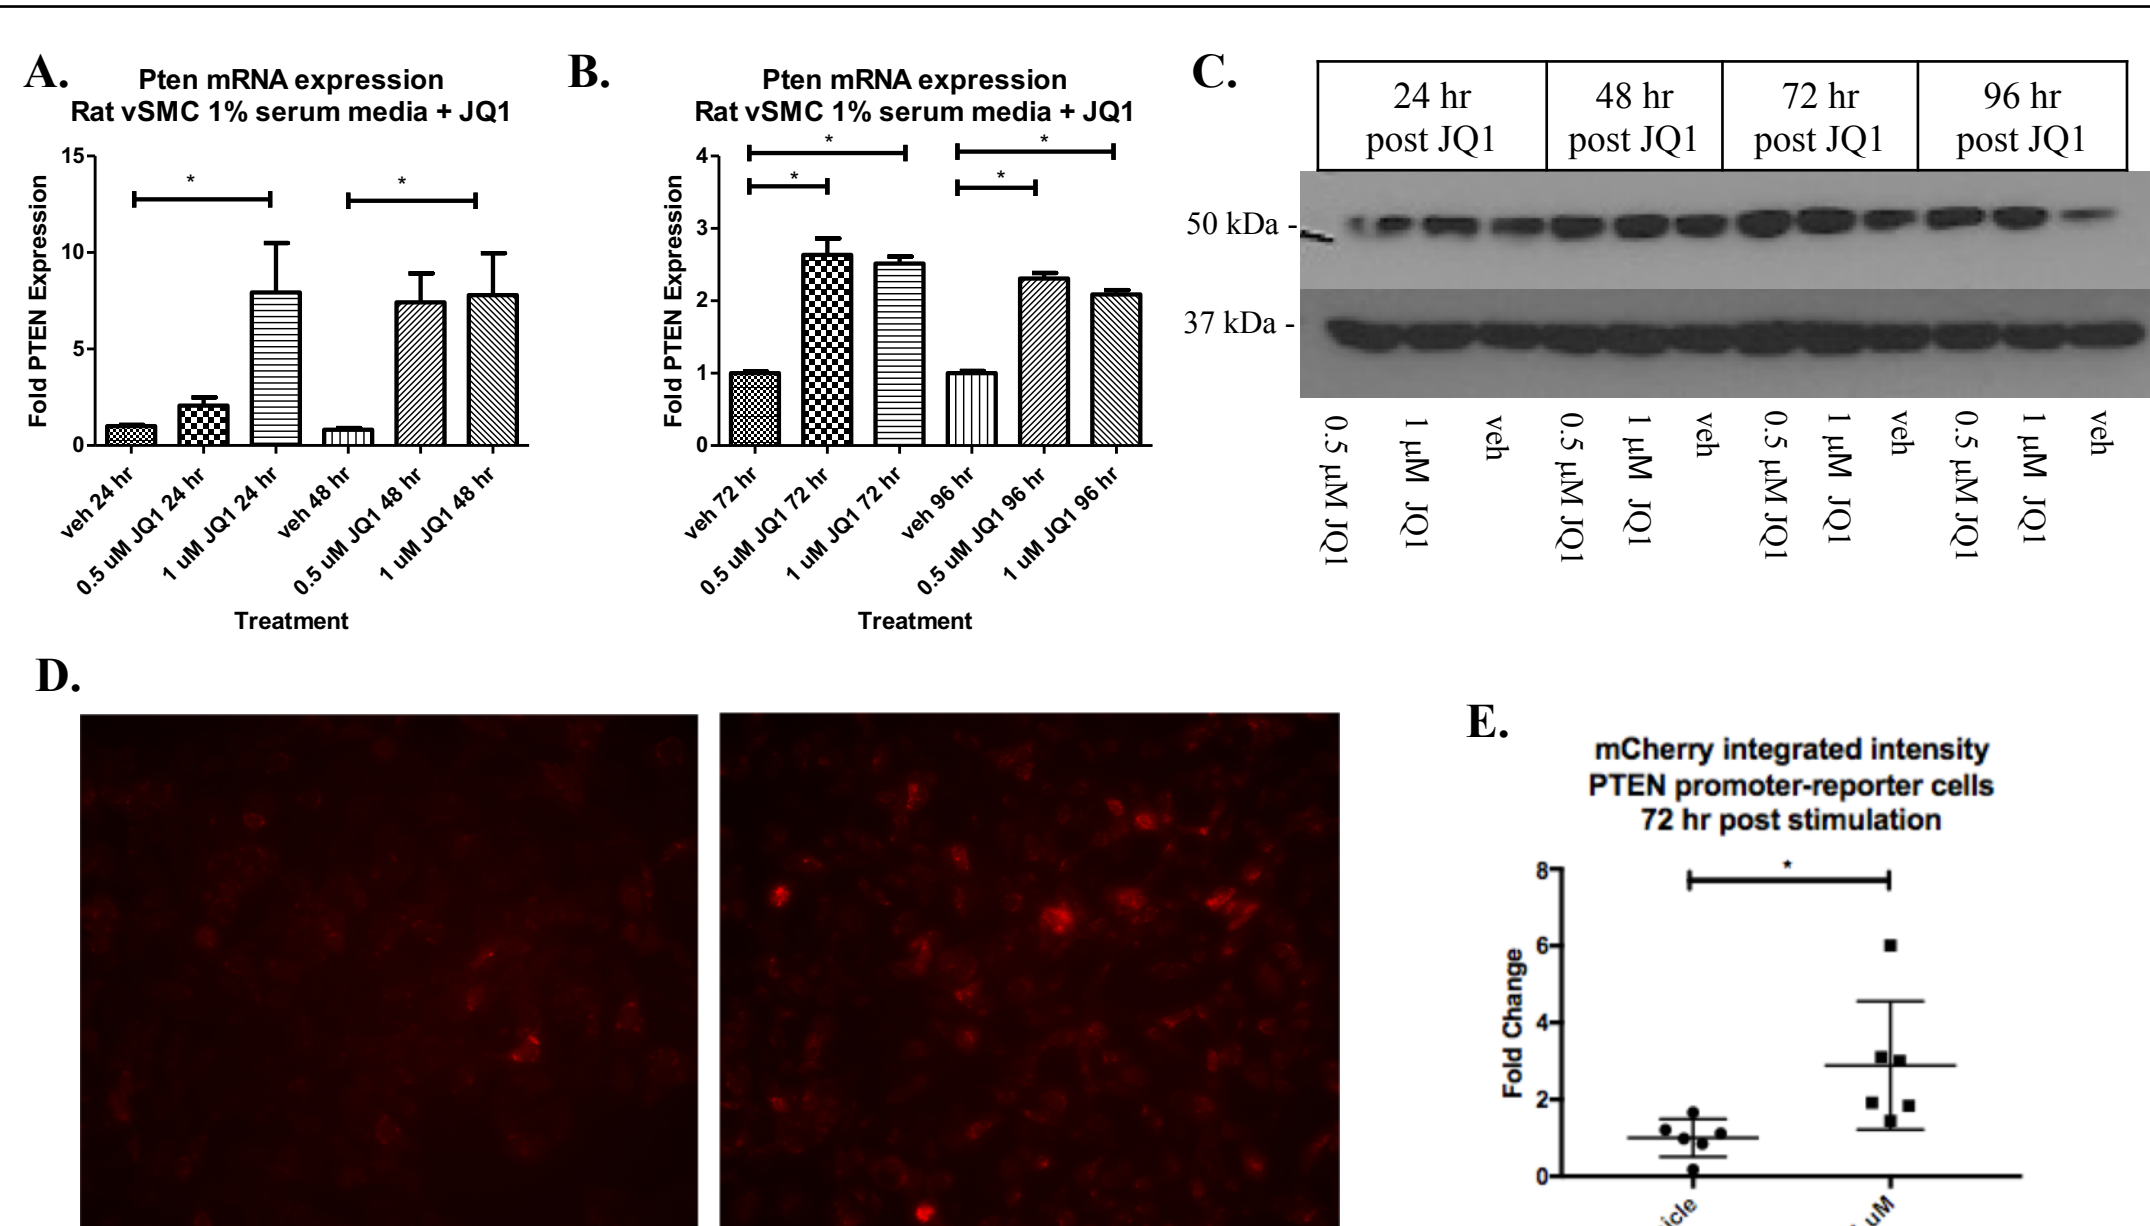 A.
Pten mRNA expression
Rat vSMC 1% serum media + JQ1
Fold PTEN Expression
15
10
5
0
*
*
veh 24 hr
0.5 uM JQ1 24 hr
1 uM JQ1 24 hr
veh 48 hr
0.5 uM JQ1 48 hr
1 uM JQ1 48 hr
Treatment
B.
Pten mRNA expression
Rat vSMC 1% serum media + JQ1
Fold PTEN Expression
4
3
2
1
0
*
*
*
*
veh 72 hr
0.5 uM JQ1 72 hr
1 uM JQ1 72 hr
veh 96 hr
0.5 uM JQ1 96 hr
1 uM JQ1 96 hr
Treatment
C.
24 hr
post JQ1
48 hr
post JQ1
72 hr
post JQ1
96 hr
post JQ1
50 kDa -
37 kDa -
0.5 µM JQ1
1 µM JQ1
veh
0.5 µM JQ1
1 µM JQ1
veh
0.5 µM JQ1
1 µM JQ1
veh
0.5 µM JQ1
1 µM JQ1
veh
D.
E.
mCherry integrated intensity
PTEN promoter-reporter cells
72 hr post stimulation
Fold Change
8
6
4
2
0
*
uM